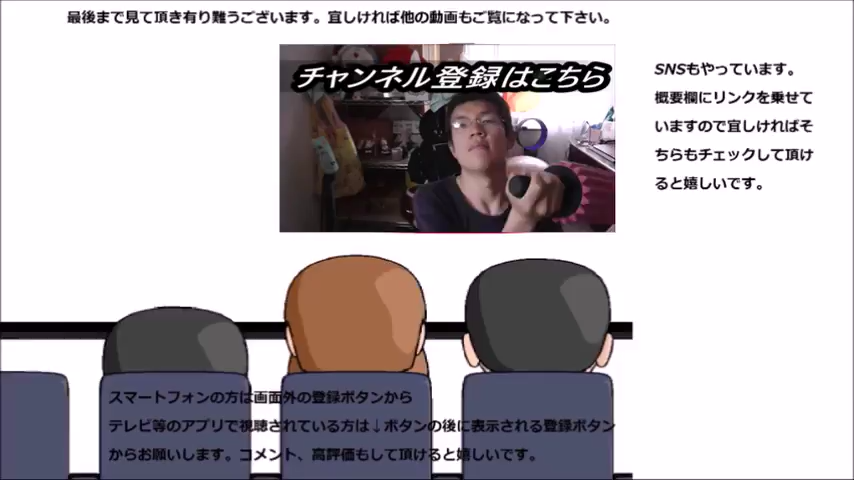 最後まで見て頂き有り難うございます。宜しければ他の動画もご覧になって下さい。
チャンネル登録はこちら
SNSもやっています。
概要欄にリンクを乗せて
いますので宜しければそ
ちらもチェックして頂け
ると嬉しいです。
スマートフォンの方は画面外の登録ボタンから
テレビ等のアプリで視聴されている方は↓ボタンの後に表示される登録ボタン
からお願いします。コメント、高評価もして頂けると嬉しいです。